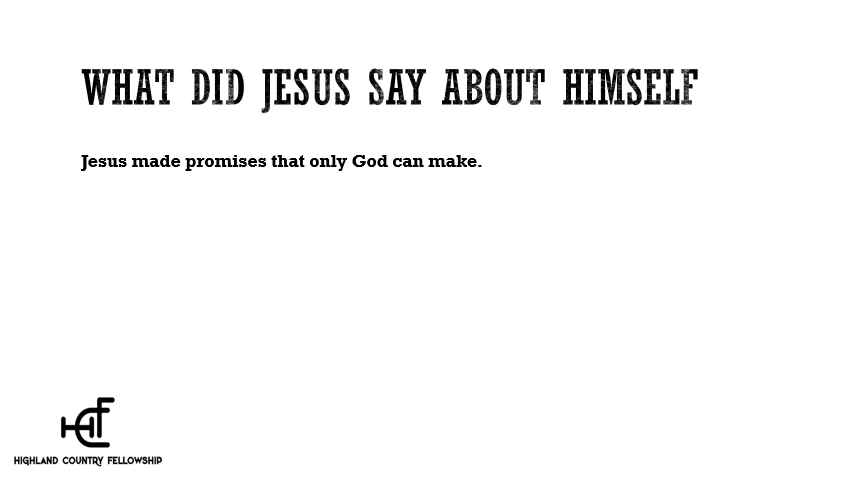 WHAT DID JESUS SAY ABOUT HIMSELF
Jesus made promises that only God can make.
HCF
HIGHLAND COUNTRY FELLOWSHIP